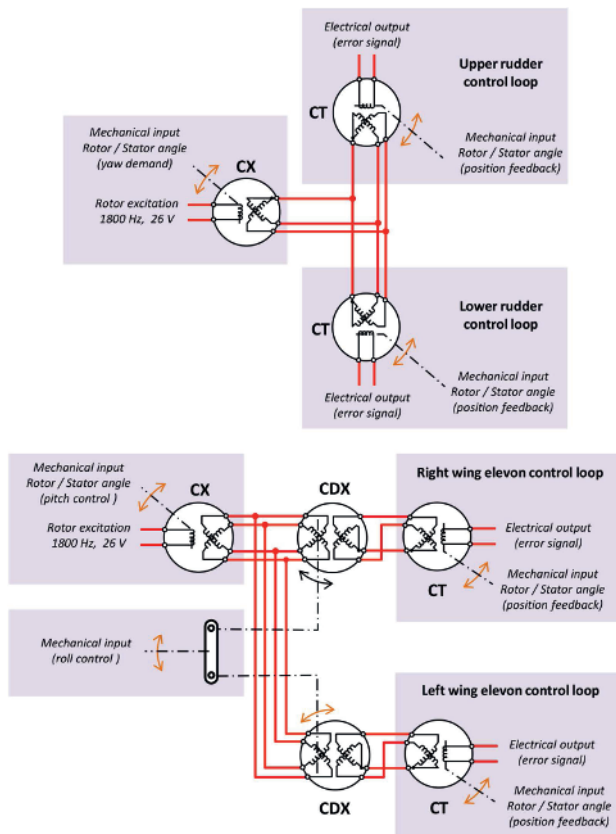 Electrical output
(error signal)
Upper rudder
control loop
CT
Mechanical input
Rotor / Stator angle
(position feedback)
Mechanical input
Rotor / Stator angle
(yaw demand)
CX
Rotor excitation
1800 Hz, 26 V
Lower rudder
control loop
CT
Mechanical input
Rotor / Stator angle
(position feedback)
Electrical output
(error signal)
Mechanical input
Rotor / Stator angle
(pitch control )
CX
Rotor excitation
1800 Hz, 26 V
CDX
Right wing elevon control loop
Electrical output
(error signal)
CT
Mechanical input
Rotor / Stator angle
(position feedback)
Mechanical input
(roll control )
Left wing elevon control loop
Electrical output
(error signal)
CDX
CT
Mechanical input
Rotor / Stator angle
(position feedback)